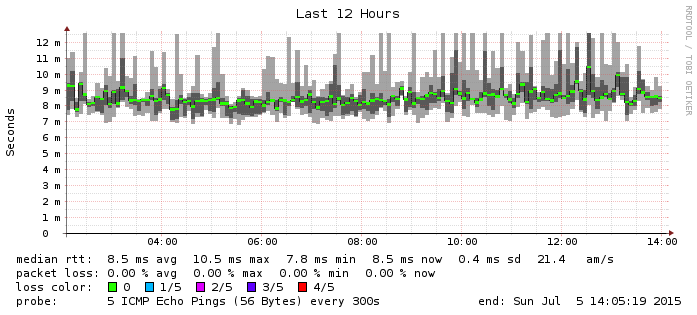 Last 12 Hours
RRDTOOL / TOBI OETIKER
Seconds
12 m
11 m
10 m
9 m
8 m
7 m
6 m
5 m
4 m
3 m
2 m
1 m
0
04:00 06:00 08:00 10:00 12:00 14:00
median rtt: 8.5 ms avg 10.5 ms max 7.8 ms min 8.5 ms now 0.4 ms sd 21.4 am/s
packet loss: 0.00 % avg 0.00 % max 0.00 % min 0.00 % now
loss color: 0 1/5 2/5 3/5 4/5
probe: 5 ICMP Echo Pings (56 Bytes) every 300s end: Sun Jul 5 14:05:19 2015